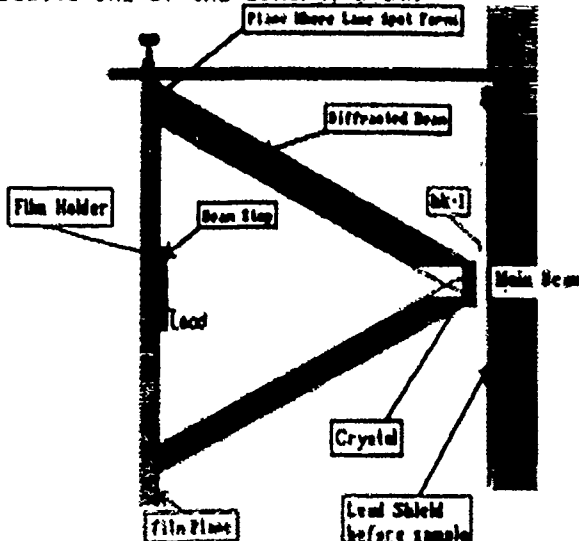 Plane Where Laue Spot Forms
Diffracted Beam
Film Holder
Beam Stop
hk·l
Main Beam
Lead
Crystal
Film Plane
Lead Shield
before sample